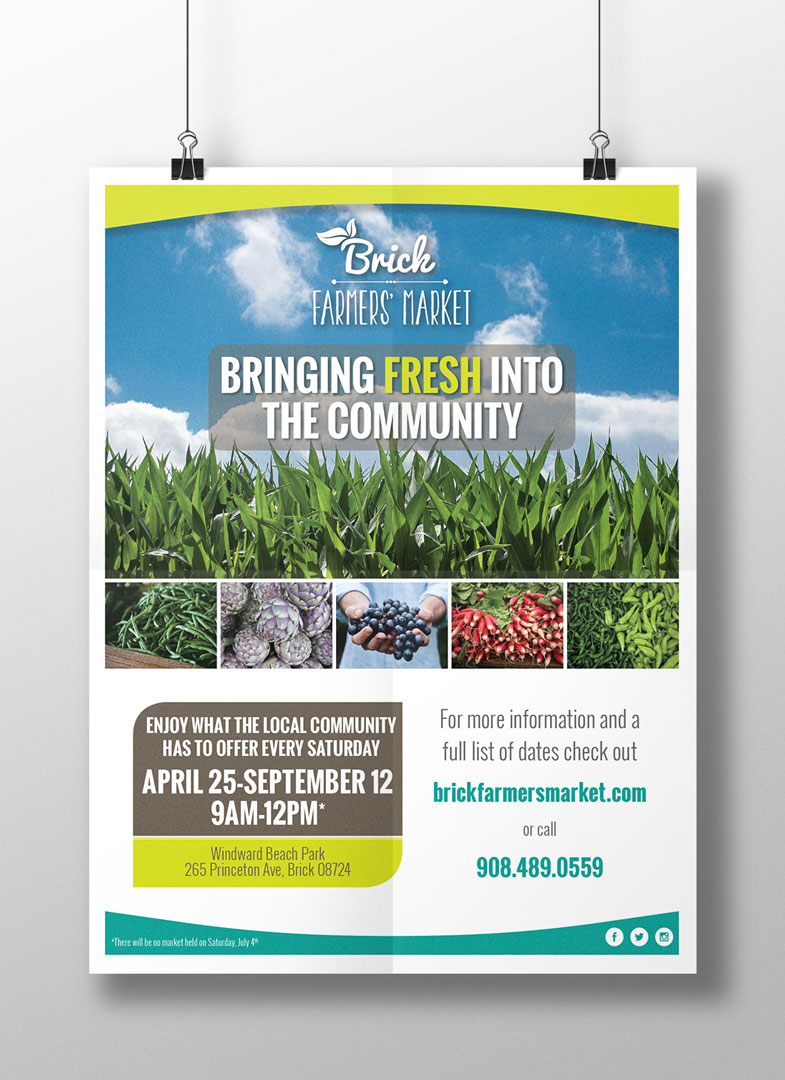 Brick
FARMERS' MARKET
BRINGING FRESH INTO
THE COMMUNITY
ENJOY WHAT THE LOCAL COMMUNITY
HAS TO OFFER EVERY SATURDAY
APRIL 25-SEPTEMBER 12
9AM-12PM*
Windward Beach Park
265 Princeton Ave, Brick 08724
For more information and a
full list of dates check out
brickfarmersmarket.com
or call
908.489.0559
*There will be no market held on Saturday, July 4th